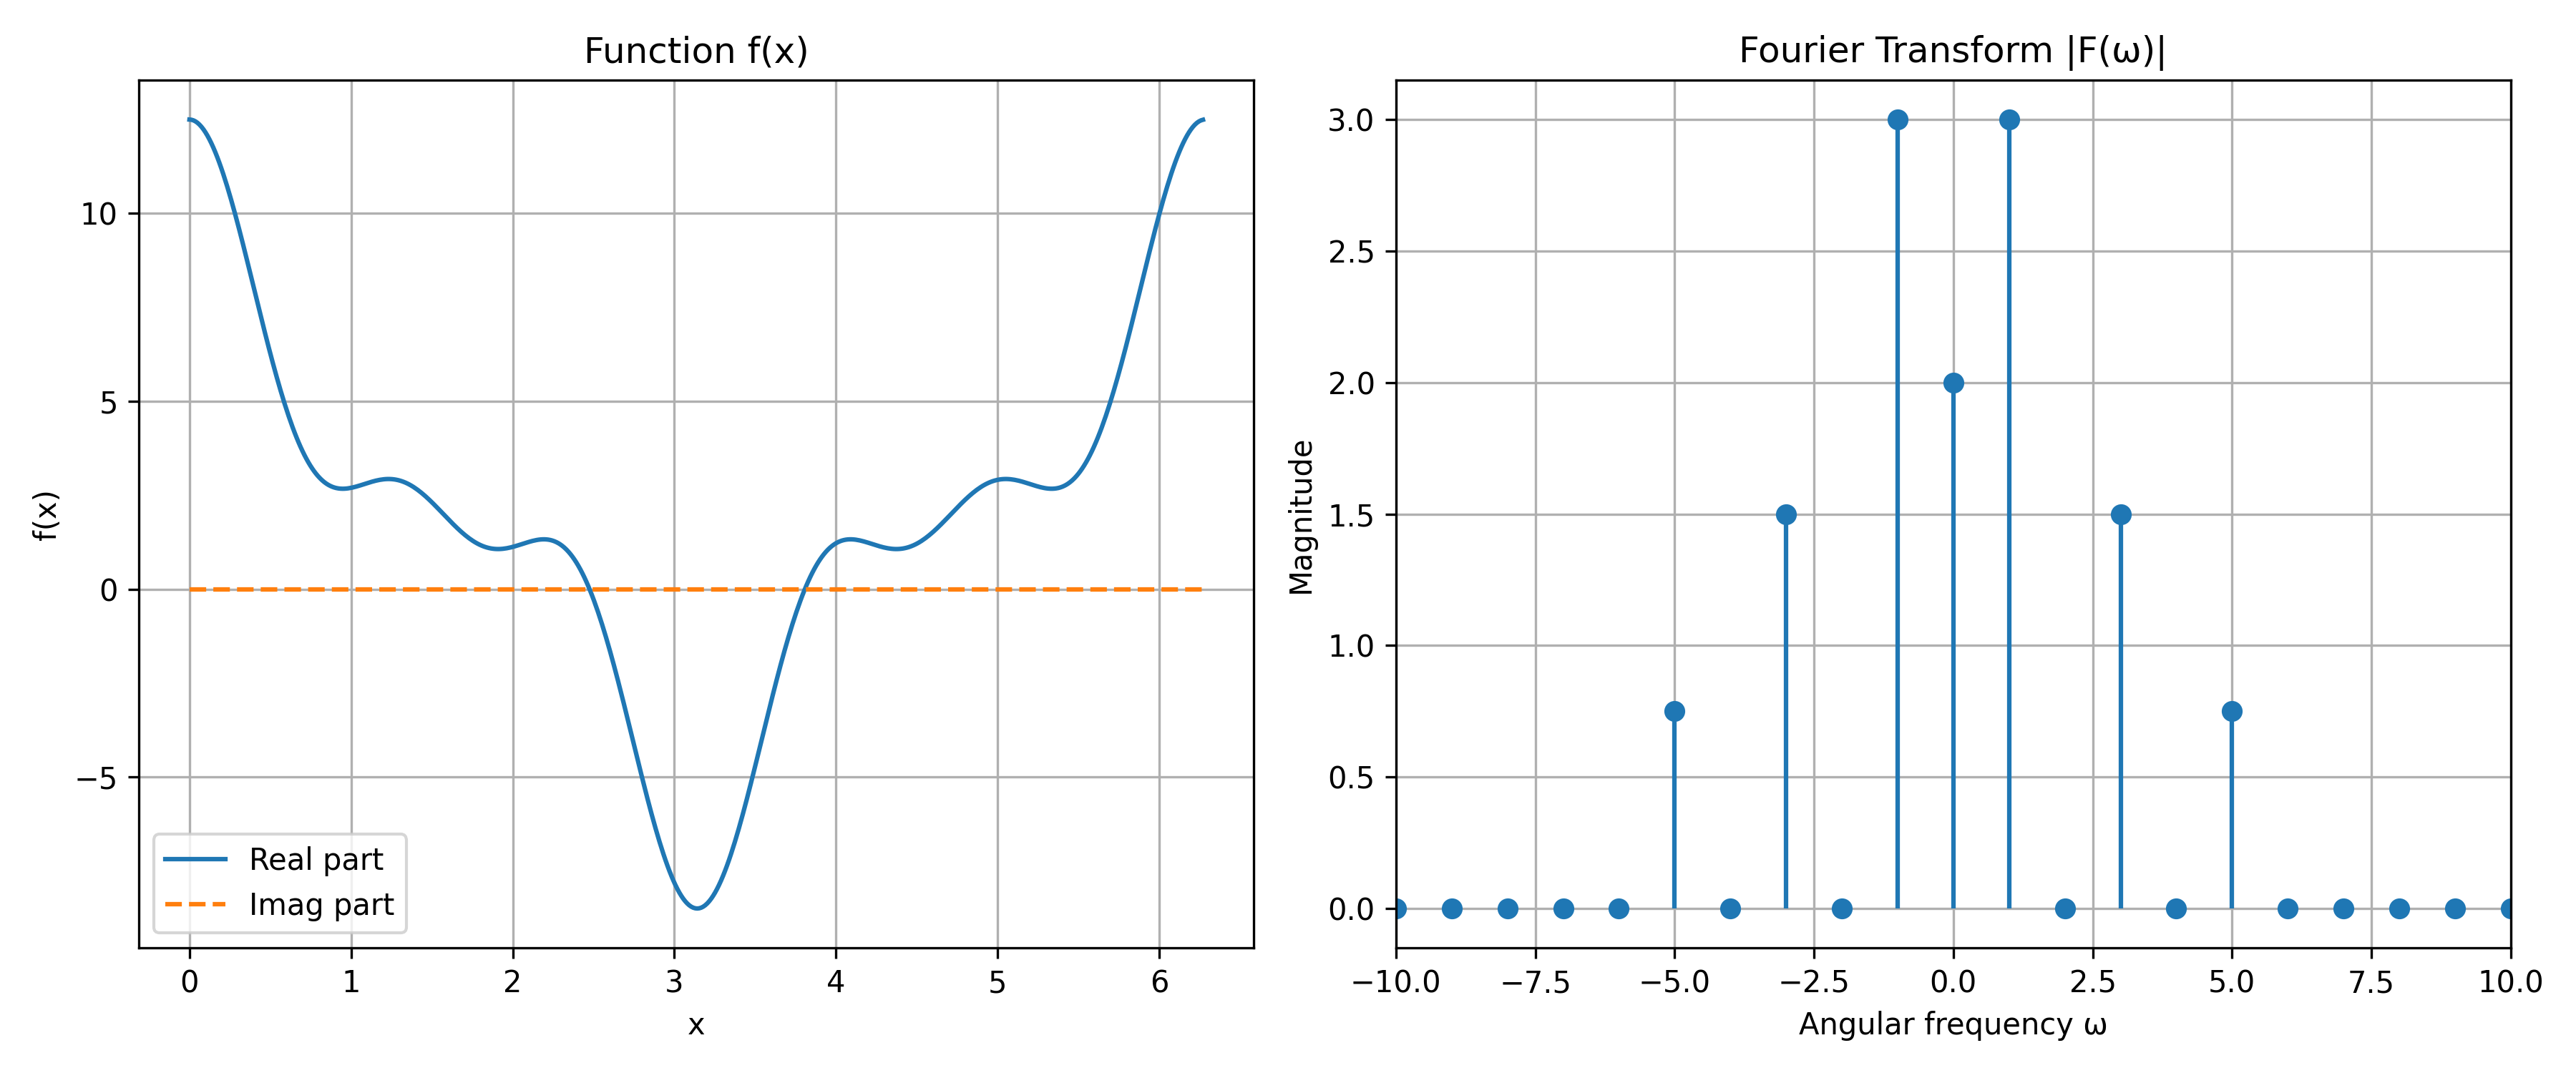 Function f(x)
f(x)
10
5
0
−5
Real part
Imag part
0 1 2 3 4 5 6
x
Fourier Transform |F(ω)|
Magnitude
3.0
2.5
2.0
1.5
1.0
0.5
0.0
−10.0 −7.5 −5.0 −2.5 0.0 2.5 5.0 7.5 10.0
Angular frequency ω